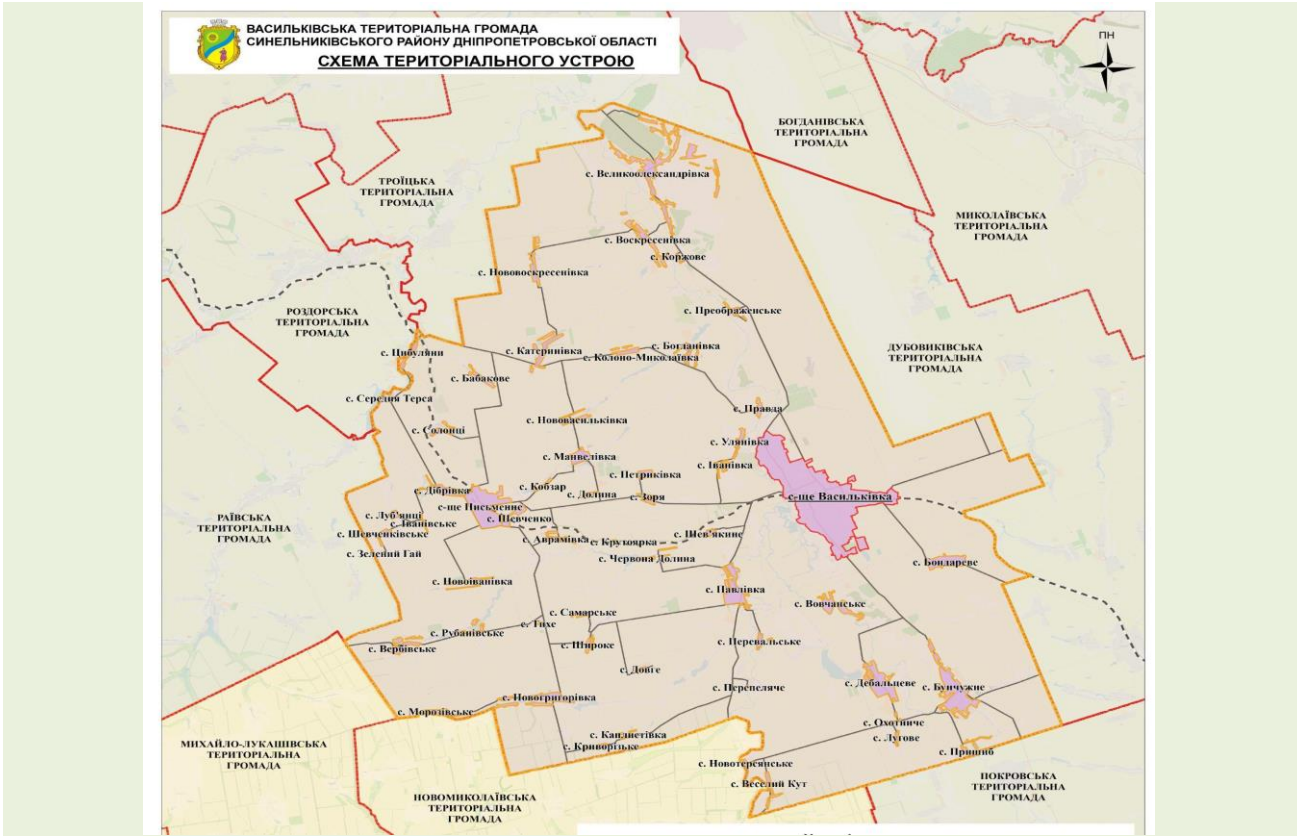 ВАСИЛЬКІВСЬКА ТЕРИТОРІАЛЬНА ГРОМАДА
СИНЕЛЬНИКІВСЬКОГО РАЙОНУ ДНІПРОПЕТРОВСЬКОЇ ОБЛАСТІ
СХЕМА ТЕРИТОРІАЛЬНОГО УСТРОЮ
ПН
БОГДАНІВСЬКА
ТЕРИТОРІАЛЬНА
ГРОМАДА
с. Великоолександрівка
ТРОЇЦЬКА
ТЕРИТОРІАЛЬНА
ГРОМАДА
МИКОЛАЇВСЬКА
ТЕРИТОРІАЛЬНА
ГРОМАДА
с. Воскресенівка
с. Коржове
с. Нововоскресенівка
РОЗДОРСЬКА
ТЕРИТОРІАЛЬНА
ГРОМАДА
с. Преображенське
ДУБОВИКІВСЬКА
ТЕРИТОРІАЛЬНА
ГРОМАДА
с. Цибуляни
с. Катеринівка
с. Богданівка
с. Колоно-Миколаївка
с. Бабакове
с. Середня Терса
с. Правда
с. Нововасильківка
с. Солонці
с. Улянівка
с. Манвелівка
с. Іванівка
с. Петриківка
с. Кобзар
с. Дібрівка
с. Долина
с. Зоря
с-ще Васильківка
с-ще Письменне
с. Луб'янці
с. Іванівське
с. Шевченко
РАЇВСЬКА
ТЕРИТОРІАЛЬНА
ГРОМАДА
с. Шевченківське
с. Аврамівка
с. Крутоярка
с. Шев'якине
с. Зелений Гай
с. Червона Долина
с. Бондареве
с. Новоіванівка
с. Павлівка
с. Вовчанське
с. Самарське
с. Тихе
с. Рубанівське
с. Вербівське
с. Широке
с. Перевальське
с. Довге
с. Дебальцеве
с. Бунчужне
с. Перепеляче
с. Новогригорівка
с. Морозівське
с. Охотниче
с. Лугове
с. Каплистівка
с. Криворізьке
МИХАЙЛО-ЛУКАШІВСЬКА
ТЕРИТОРІАЛЬНА
ГРОМАДА
с. Пришиб
с. Новотерсянське
с. Веселий Кут
ПОКРОВСЬКА
ТЕРИТОРІАЛЬНА
ГРОМАДА
НОВОМИКОЛАЇВСЬКА
ТЕРИТОРІАЛЬНА
ГРОМАДА